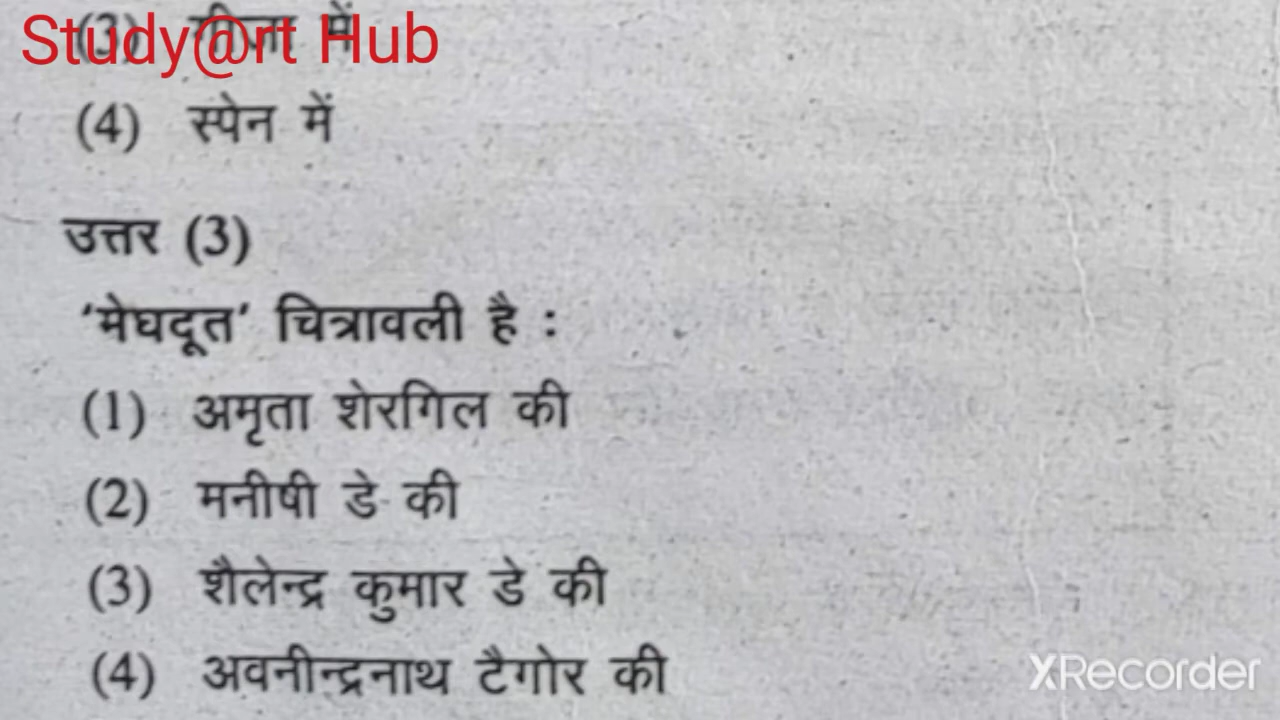 Study@rt Hub
(3) गीजा में
(4) स्पेन में
उत्तर (3)
'मेघदूत' चित्रावली है :
(1) अमृता शेरगिल की
(2) मनीषी डे की
(3) शैलेन्द्र कुमार डे की
(4) अवनीन्द्रनाथ टैगोर की
XRecorder